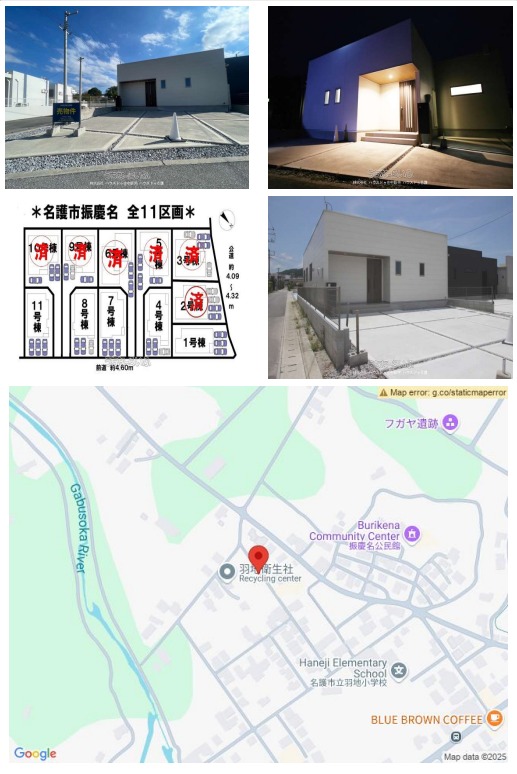 売物件
*名護市振慶名 全11区画*
10号棟
9号棟
6号棟
5号棟
3号棟
済
済
済
済
済
公道 約4.09~4.32m
2号棟
済
11号棟
8号棟
7号棟
4号棟
1号棟
前道 約4.60m
Map error: g.co/staticmaperror
フガヤ遺跡
Gabusoka River
Burikena
Community Center
振慶名公民館
羽地衛生社
Recycling center
Haneji Elementary
School
名護市立羽地小学校
BLUE BROWN COFFEE
Google
Map data ©2025